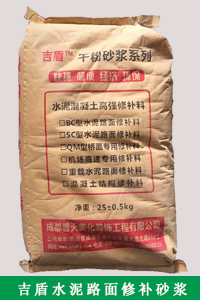 吉盾™干粉砂浆系列
快捷 简便 经济 环保
水泥混凝土高强修补料
□BC型水泥路面修补料
□SC型水泥路面修补料
□QM型桥面专用修补料
□机场高速专用修补料
□重载水泥路面修补料
□混凝土结构修补料
净重：25±0.5kg
成都普天美化装饰工程有限公司
吉盾水泥路面修补砂浆